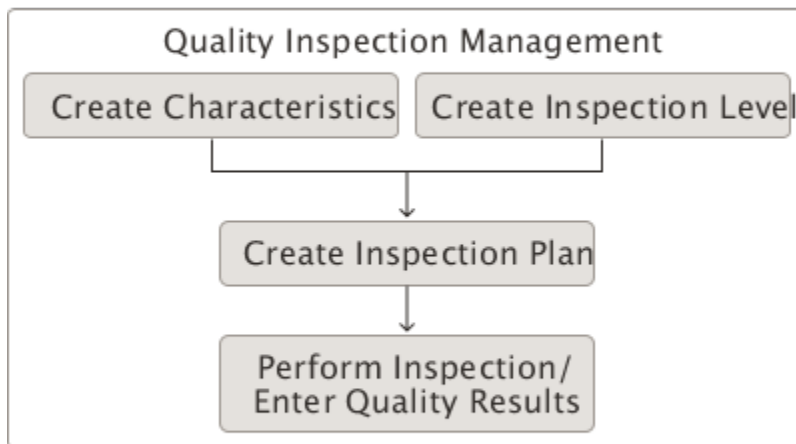 Quality Inspection Management
Create Characteristics
Create Inspection Level
Create Inspection Plan
Perform Inspection/
Enter Quality Results